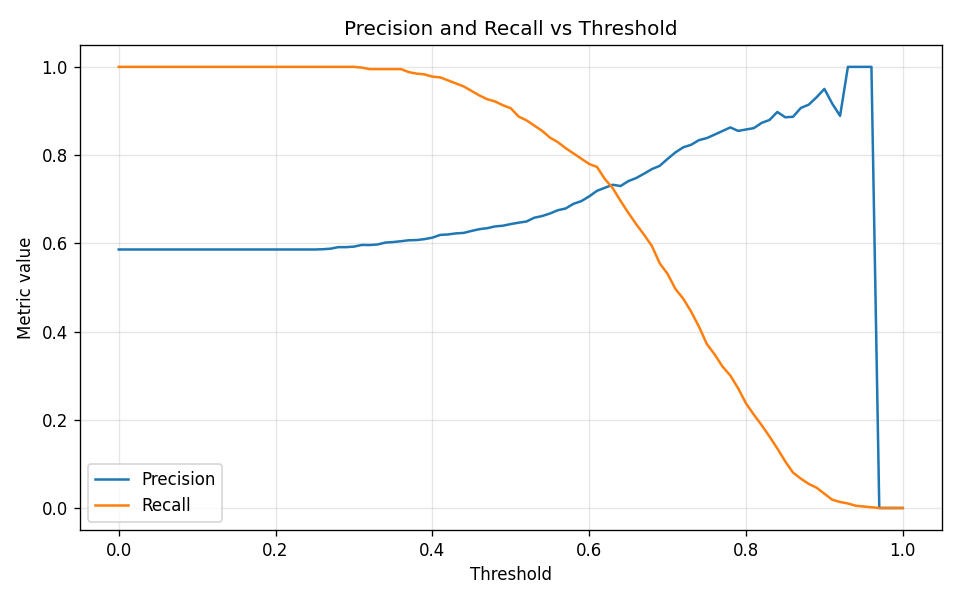 Precision and Recall vs Threshold
Metric value
1.0
0.8
0.6
0.4
0.2
0.0
Precision
Recall
0.0 0.2 0.4 0.6 0.8 1.0
Threshold